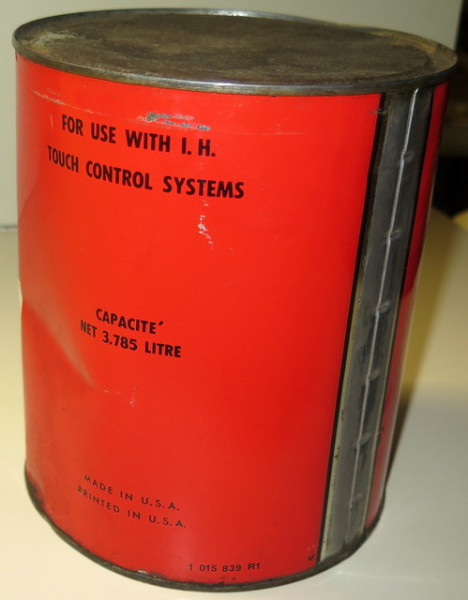 FOR USE WITH I. H.
TOUCH CONTROL SYSTEMS
CAPACITE´
NET 3.785 LITRE
MADE IN U.S.A.
PRINTED IN U.S.A.
1 015 839 R1